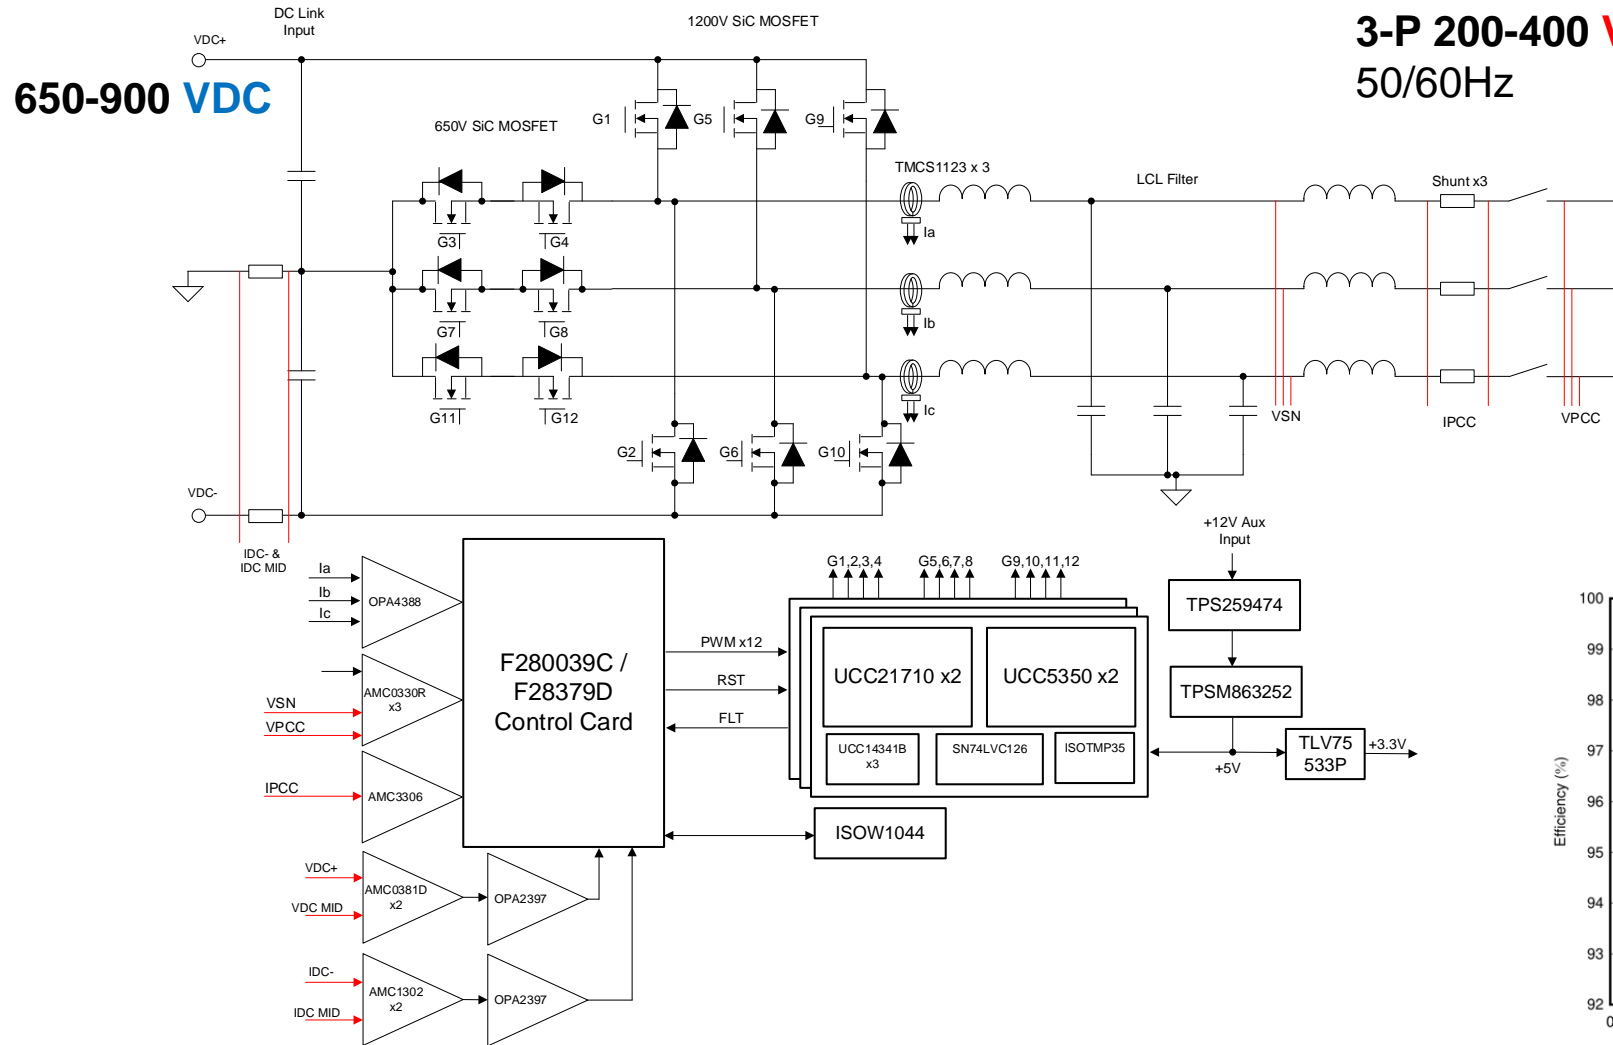 DC Link
Input
1200V SiC MOSFET
3-P 200-400 V
50/60Hz
VDC+
650-900 VDC
650V SiC MOSFET
G1
G5
G9
TMCS1123 x 3
LCL Filter
Shunt x3
Ia
G3
G4
Ib
G7
G8
Ic
G11
G12
VSN
IPCC
VPCC
G2
G6
G10
VDC-
IDC- &
IDC MID
+12V Aux
Input
Ia
Ib
Ic
OPA4388
G1,2,3,4
G5,6,7,8
G9,10,11,12
TPS259474
F280039C /
F28379D
Control Card
PWM x12
RST
FLT
UCC21710 x2
UCC5350 x2
TPSM863252
AMC0330R
x3
VSN
VPCC
UCC14341B
x3
SN74LVC126
ISOTMP35
+5V
TLV75
533P
+3.3V
IPCC
AMC3306
ISOW1044
VDC+
VDC MID
AMC0381D
x2
OPA2397
IDC-
IDC MID
AMC1302
x2
OPA2397
Efficiency (%)
100
99
98
97
96
95
94
93
92
0